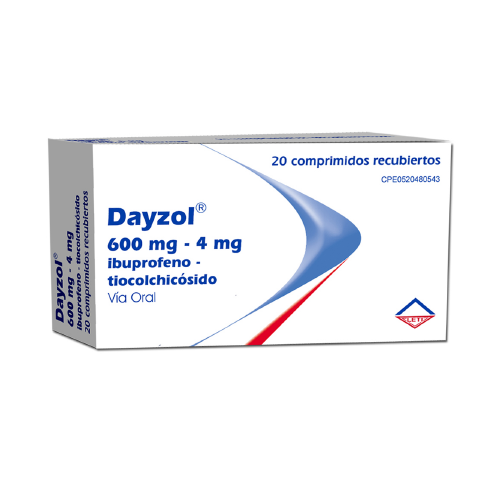 20 comprimidos recubiertos
CPE0520480543
Dayzol®
600 mg - 4 mg
ibuprofeno -
tiocolchicósido
Vía Oral
Dayzol®
600 mg - 4 mg
ibuprofeno - tiocolchicósido
20 comprimidos recubiertos